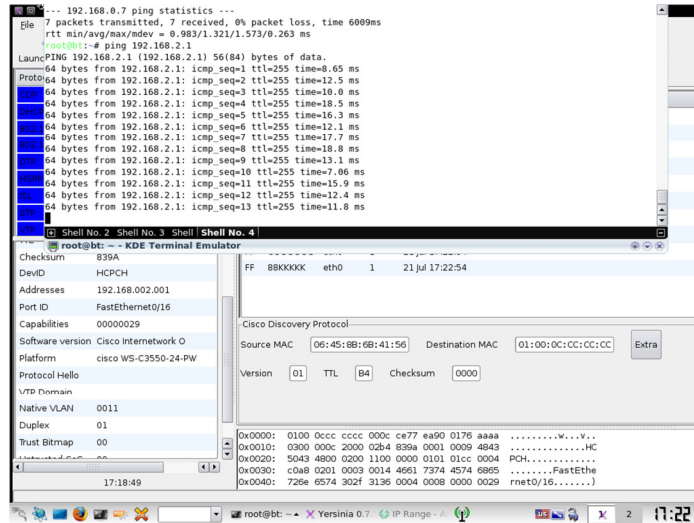 --- 192.168.0.7 ping statistics ---
7 packets transmitted, 7 received, 0% packet loss, time 6009ms
rtt min/avg/max/mdev = 0.983/1.321/1.573/0.263 ms
root@bt:~# ping 192.168.2.1
PING 192.168.2.1 (192.168.2.1) 56(84) bytes of data.
64 bytes from 192.168.2.1: icmp_seq=1 ttl=255 time=8.65 ms
64 bytes from 192.168.2.1: icmp_seq=2 ttl=255 time=12.5 ms
64 bytes from 192.168.2.1: icmp_seq=3 ttl=255 time=10.0 ms
64 bytes from 192.168.2.1: icmp_seq=4 ttl=255 time=18.5 ms
64 bytes from 192.168.2.1: icmp_seq=5 ttl=255 time=16.3 ms
64 bytes from 192.168.2.1: icmp_seq=6 ttl=255 time=12.1 ms
64 bytes from 192.168.2.1: icmp_seq=7 ttl=255 time=17.7 ms
64 bytes from 192.168.2.1: icmp_seq=8 ttl=255 time=18.8 ms
64 bytes from 192.168.2.1: icmp_seq=9 ttl=255 time=13.1 ms
64 bytes from 192.168.2.1: icmp_seq=10 ttl=255 time=7.06 ms
64 bytes from 192.168.2.1: icmp_seq=11 ttl=255 time=15.9 ms
64 bytes from 192.168.2.1: icmp_seq=12 ttl=255 time=12.4 ms
64 bytes from 192.168.2.1: icmp_seq=13 ttl=255 time=11.8 ms
File
Launc
Proto
CDP
DHCP
802.1
802.1
DTP
HSRP
ISL
STP
VTP
Shell No. 2 Shell No. 3 Shell Shell No. 4
root@bt: ~ - KDE Terminal Emulator
Checksum 839A
DevID HCPCH
Addresses 192.168.002.001
Port ID FastEthernet0/16
Capabilities 00000029
Software version Cisco Internetwork O
Platform cisco WS-C3550-24-PW
Protocol Hello
VTP Domain
Native VLAN 0011
Duplex 01
Trust Bitmap 00
Untrusted CoS 00
17:18:49
FF 88KKKKK eth0 1 21 Jul 17:22:54
Cisco Discovery Protocol
Source MAC 06:45:8B:6B:41:56 Destination MAC 01:00:0C:CC:CC:CC Extra
Version 01 TTL B4 Checksum 0000
0x0000: 0100 0ccc cccc 000c ce77 ea90 0176 aaaa .........w...v..
0x0010: 0300 000c 2000 02b4 839a 0001 0009 4843 .... .........HC
0x0020: 5043 4800 0200 1100 0000 0101 01cc 0004 PCH.............
0x0030: c0a8 0201 0003 0014 4661 7374 4574 6865 ........FastEthe
0x0040: 726e 6574 302f 3136 0004 0008 0000 0029 rnet0/16.......)
root@bt: ~ Yersinia 0.7. IP Range - A
US 2 17:22